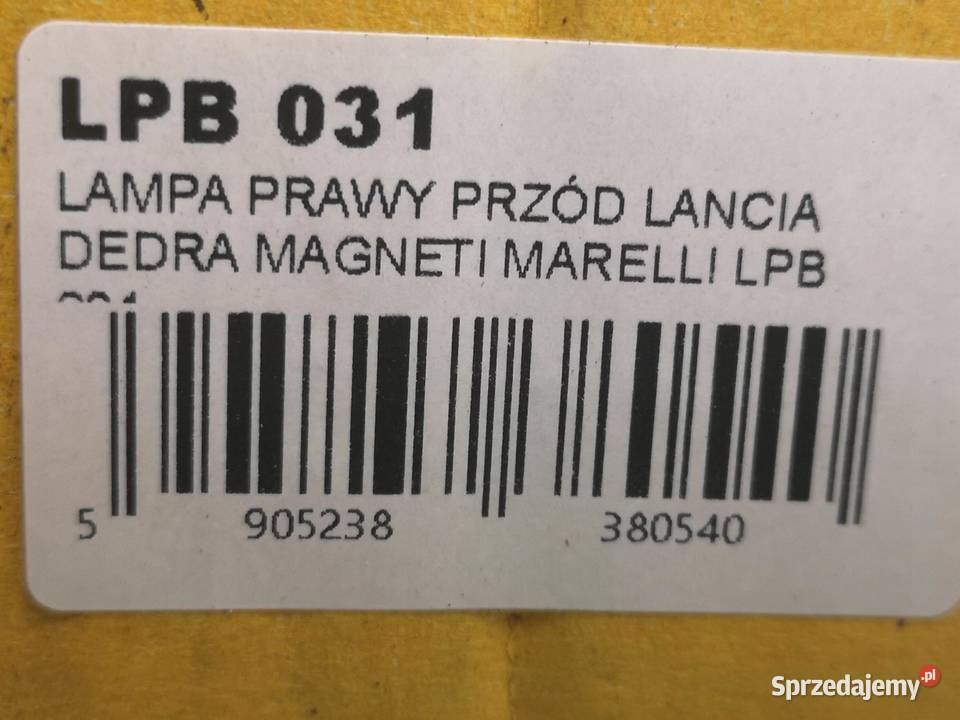 LPB 031
LAMPA PRAWY PRZÓD LANCIA
DEDRA MAGNETI MARELLI LPB
5 905238 380540
Sprzedajemy.pl